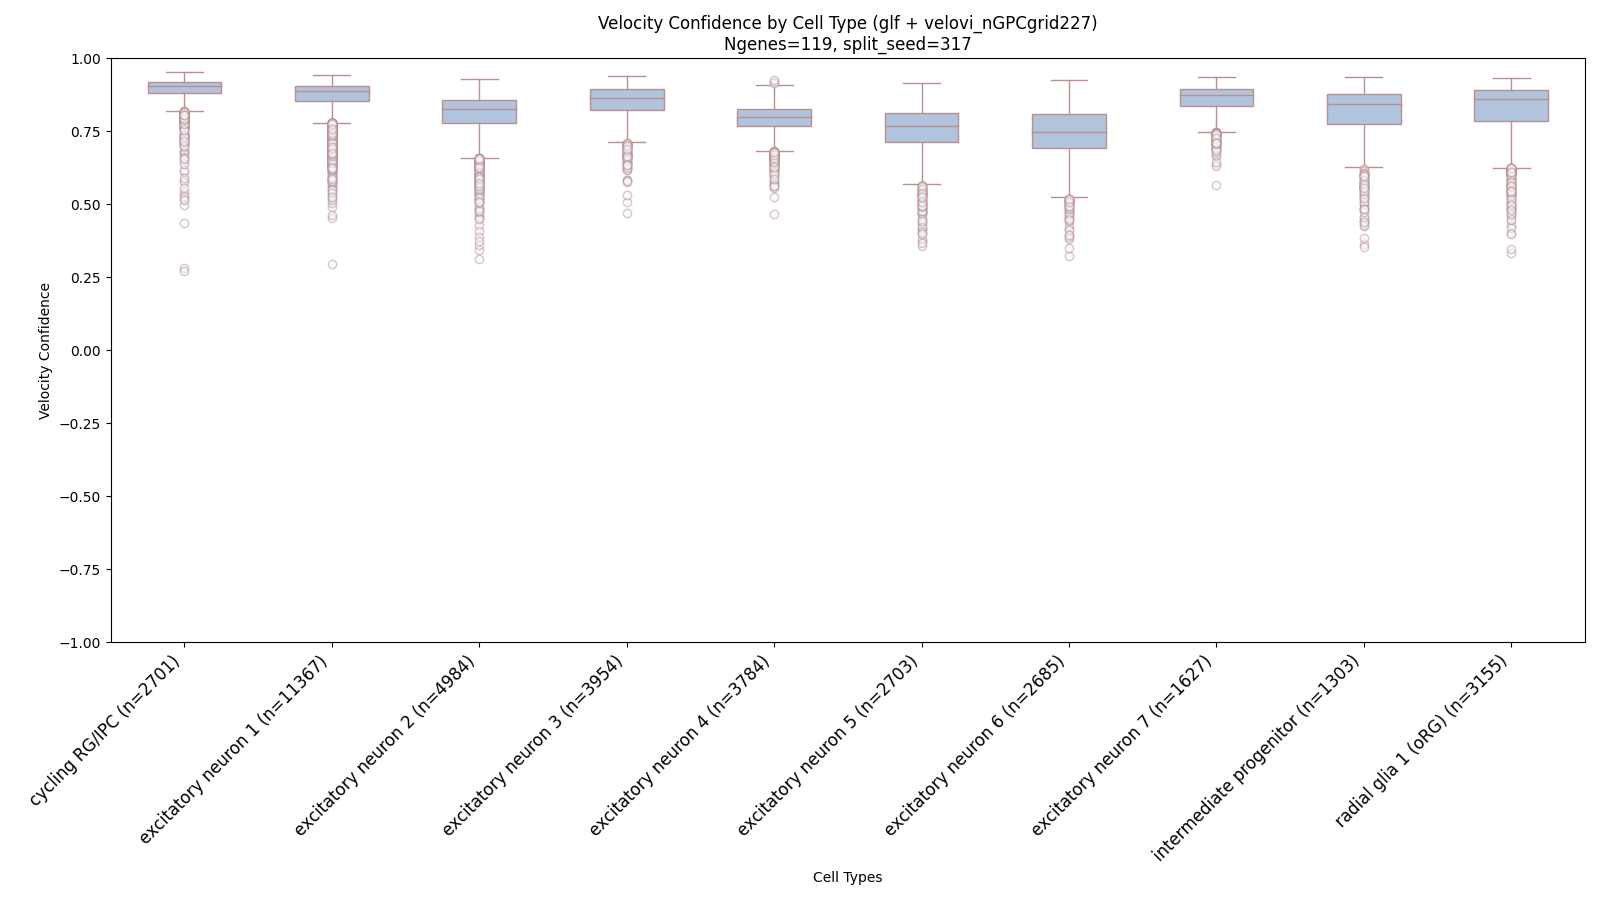 Velocity Confidence by Cell Type (glf + velovi_nGPCgrid227)
Ngenes=119, split_seed=317
Velocity Confidence
1.00
0.75
0.50
0.25
0.00
−0.25
−0.50
−0.75
−1.00
cycling RG/IPC (n=2701)
excitatory neuron 1 (n=11367)
excitatory neuron 2 (n=4984)
excitatory neuron 3 (n=3954)
excitatory neuron 4 (n=3784)
excitatory neuron 5 (n=2703)
excitatory neuron 6 (n=2685)
excitatory neuron 7 (n=1627)
intermediate progenitor (n=1303)
radial glia 1 (oRG) (n=3155)
Cell Types